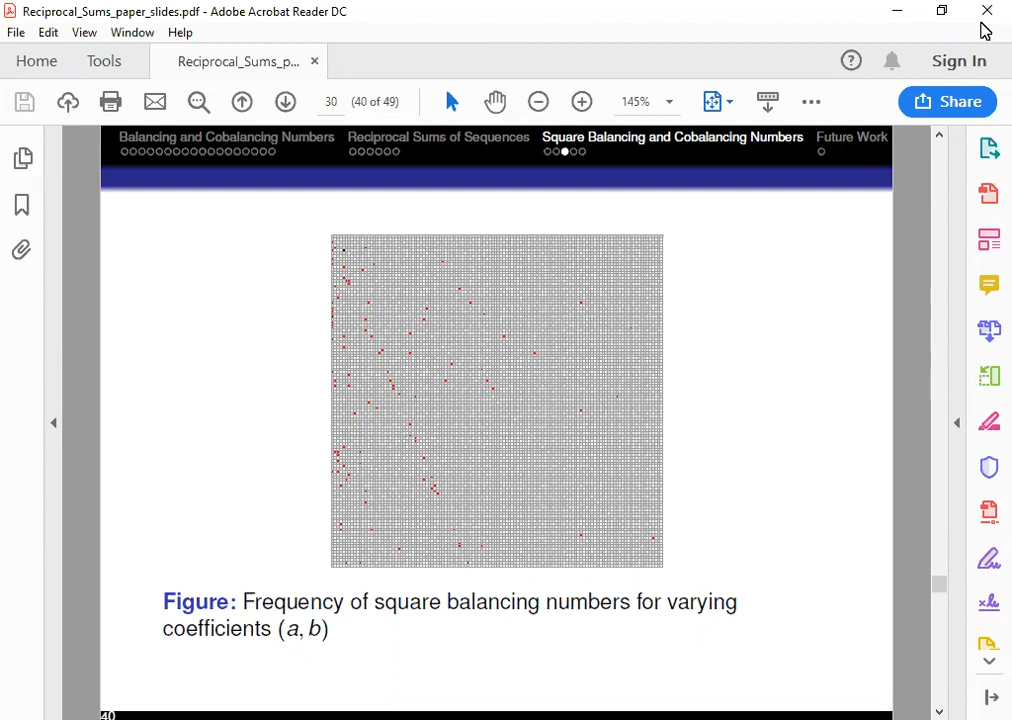 Reciprocal_Sums_paper_slides.pdf - Adobe Acrobat Reader DC
File Edit View Window Help
Home Tools Reciprocal_Sums_p... × Sign In
30 (40 of 49) 145% Share
Balancing and Cobalancing Numbers Reciprocal Sums of Sequences Square Balancing and Cobalancing Numbers Future Work
Figure: Frequency of square balancing numbers for varying
coefficients (a, b)
40